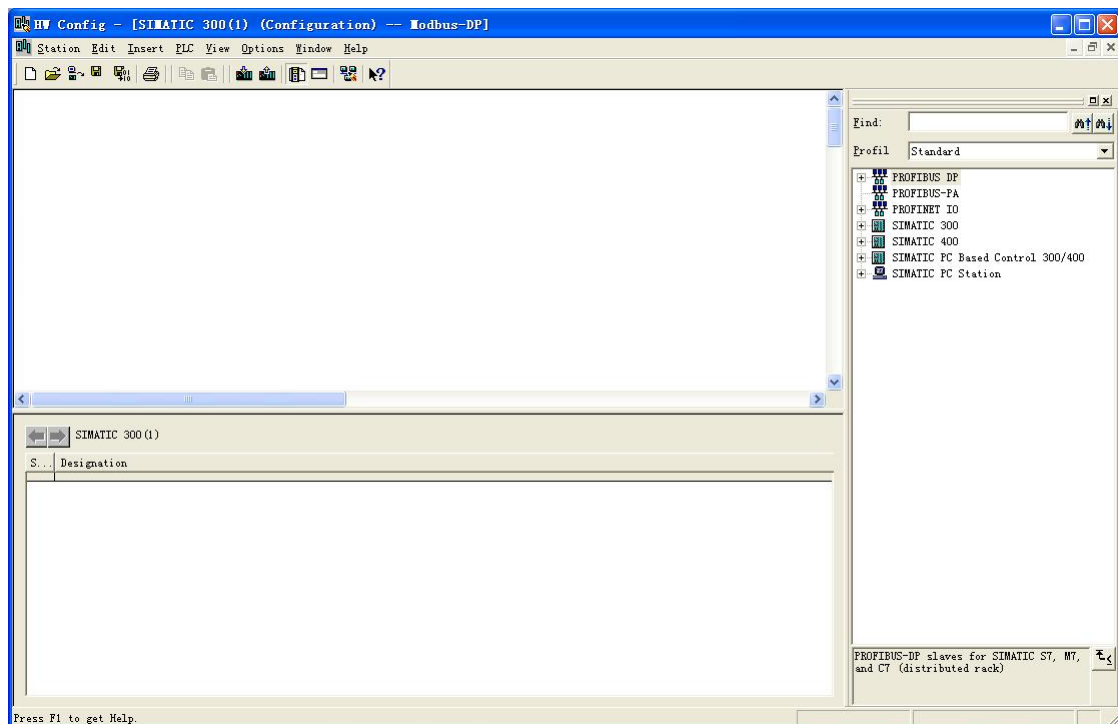 HW Config - [SIMATIC 300(1) (Configuration) -- Modbus-DP]
Station Edit Insert PLC View Options Window Help
Find:
Profil Standard
PROFIBUS DP
PROFIBUS-PA
PROFINET IO
SIMATIC 300
SIMATIC 400
SIMATIC PC Based Control 300/400
SIMATIC PC Station
SIMATIC 300(1)
S... Designation
PROFIBUS-DP slaves for SIMATIC S7, M7,
and C7 (distributed rack)
Press F1 to get Help.